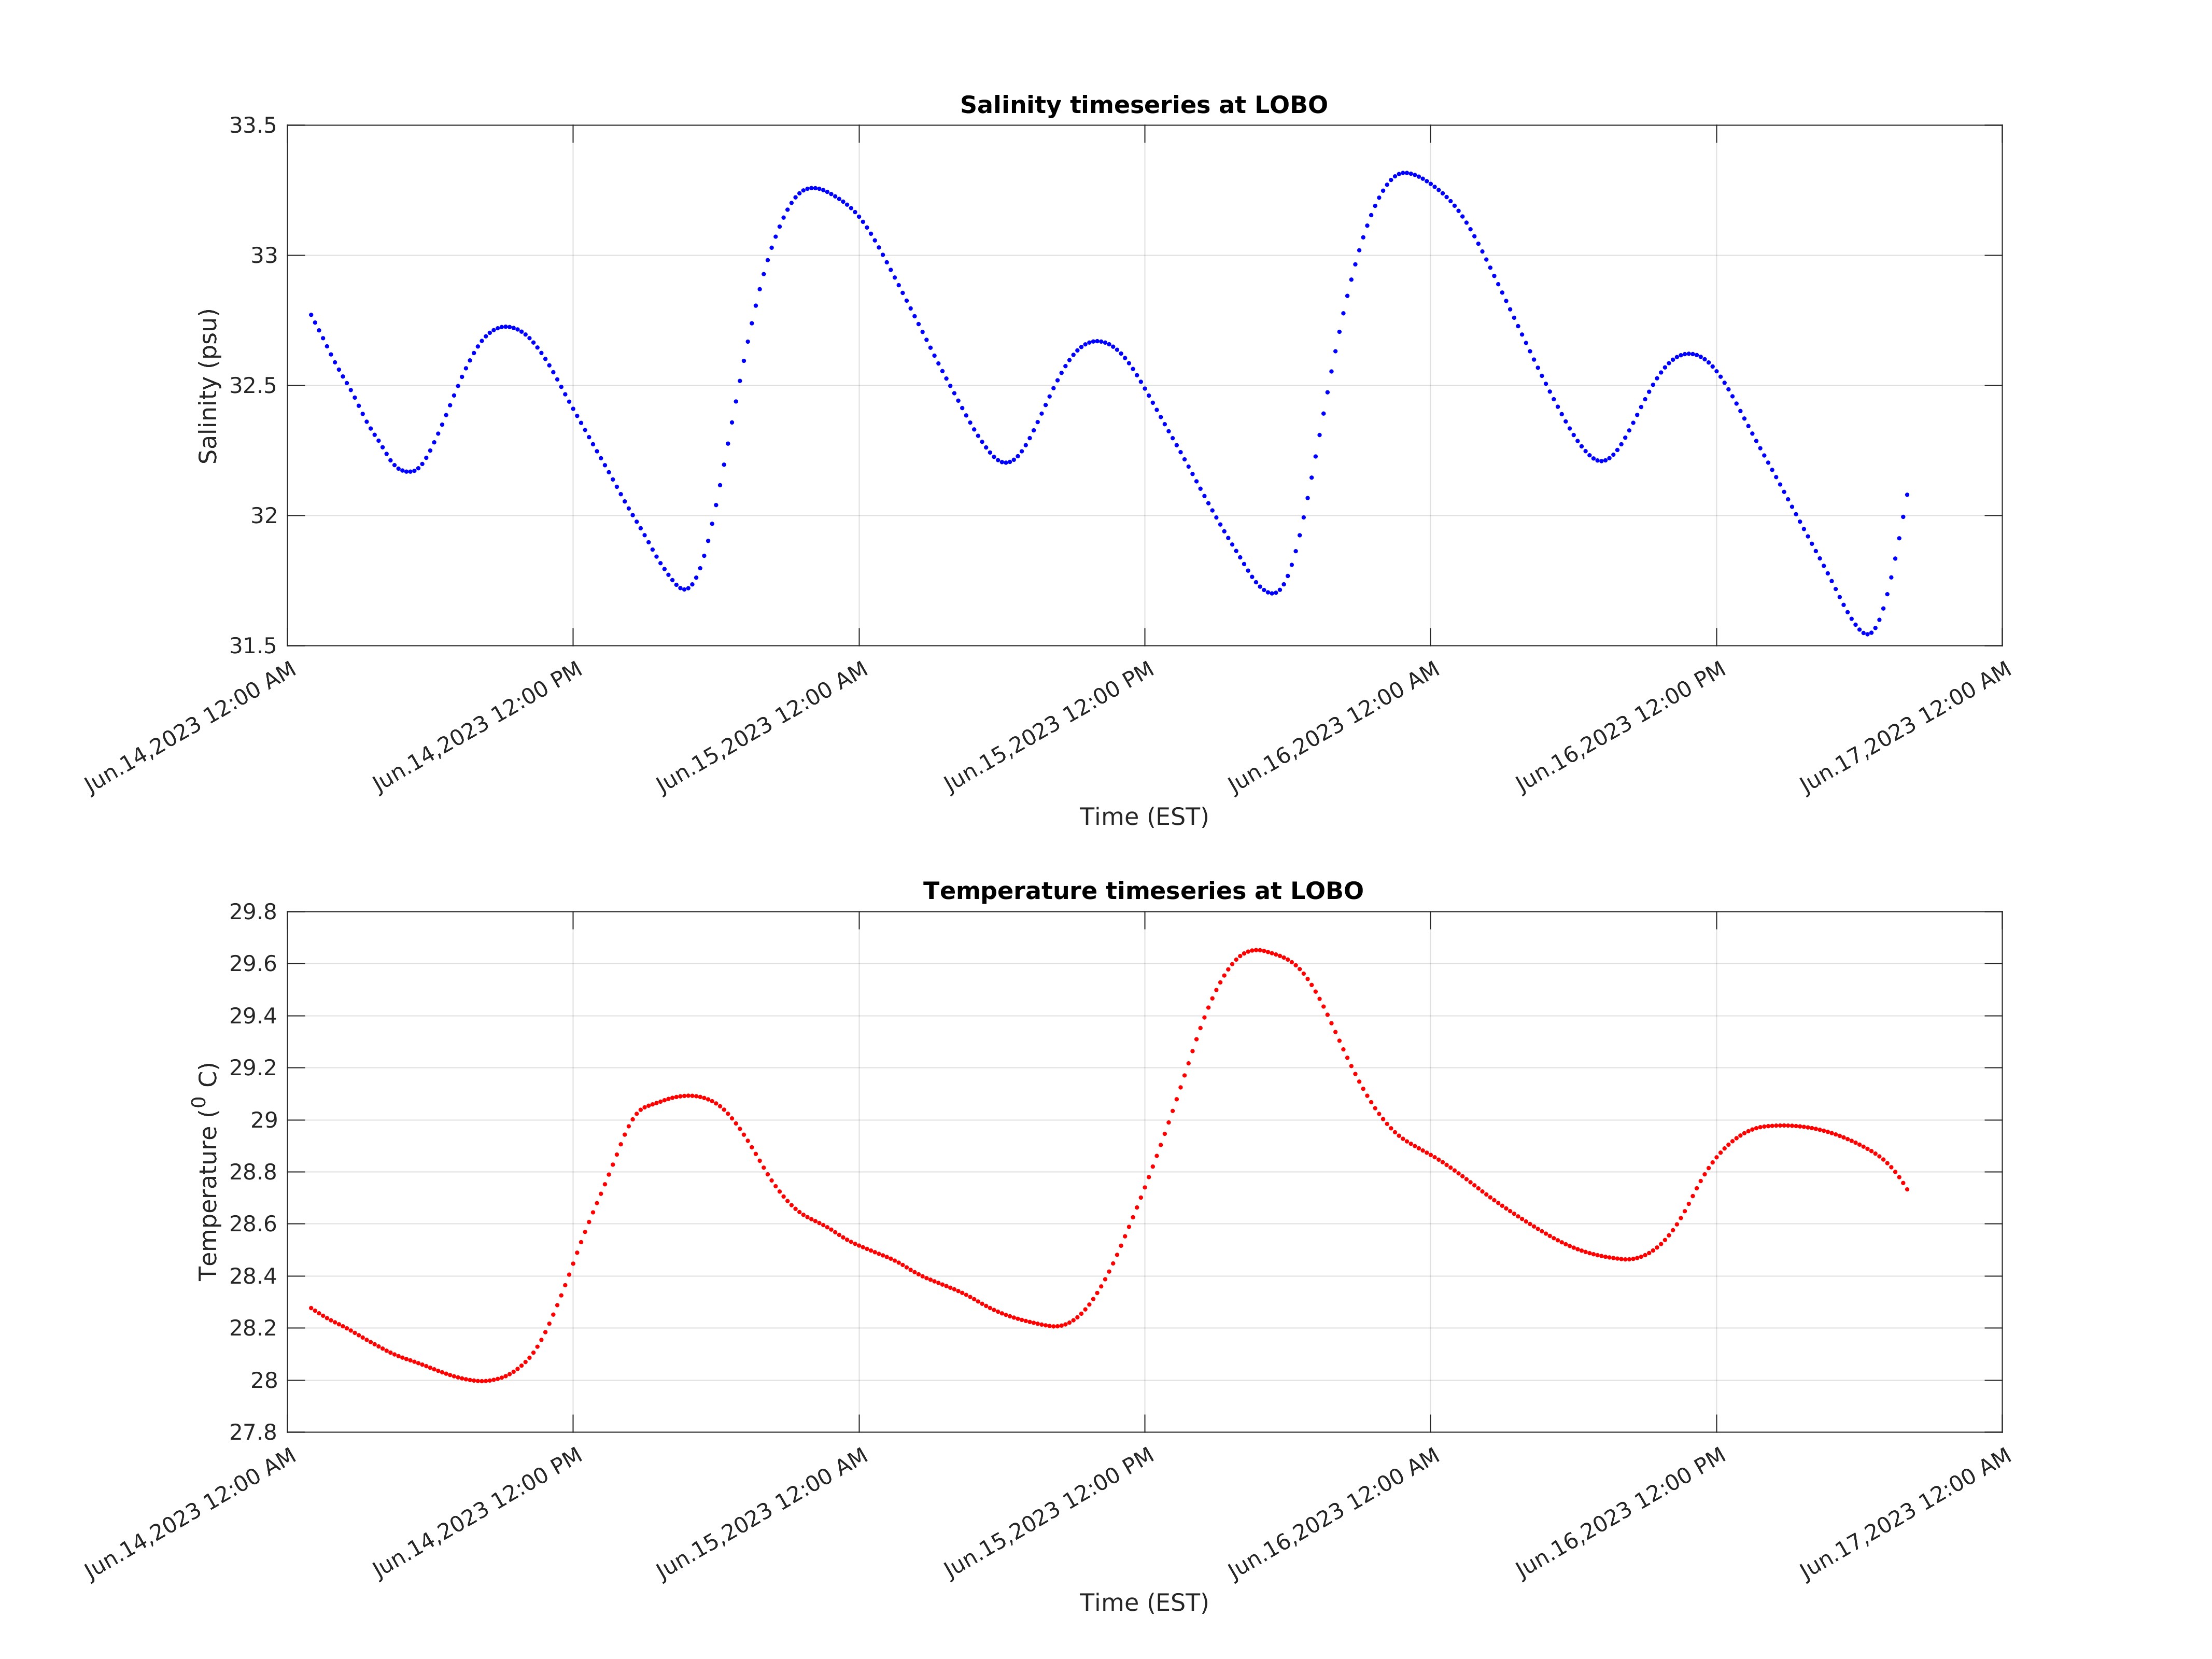 Salinity timeseries at LOBO
33.5
33
32.5
32
31.5
Salinity (psu)
Jun.14,2023 12:00 AM
Jun.14,2023 12:00 PM
Jun.15,2023 12:00 AM
Jun.15,2023 12:00 PM
Jun.16,2023 12:00 AM
Jun.16,2023 12:00 PM
Jun.17,2023 12:00 AM
Time (EST)
Temperature timeseries at LOBO
29.8
29.6
29.4
29.2
29
28.8
28.6
28.4
28.2
28
27.8
Temperature (⁰ C)
Jun.14,2023 12:00 AM
Jun.14,2023 12:00 PM
Jun.15,2023 12:00 AM
Jun.15,2023 12:00 PM
Jun.16,2023 12:00 AM
Jun.16,2023 12:00 PM
Jun.17,2023 12:00 AM
Time (EST)